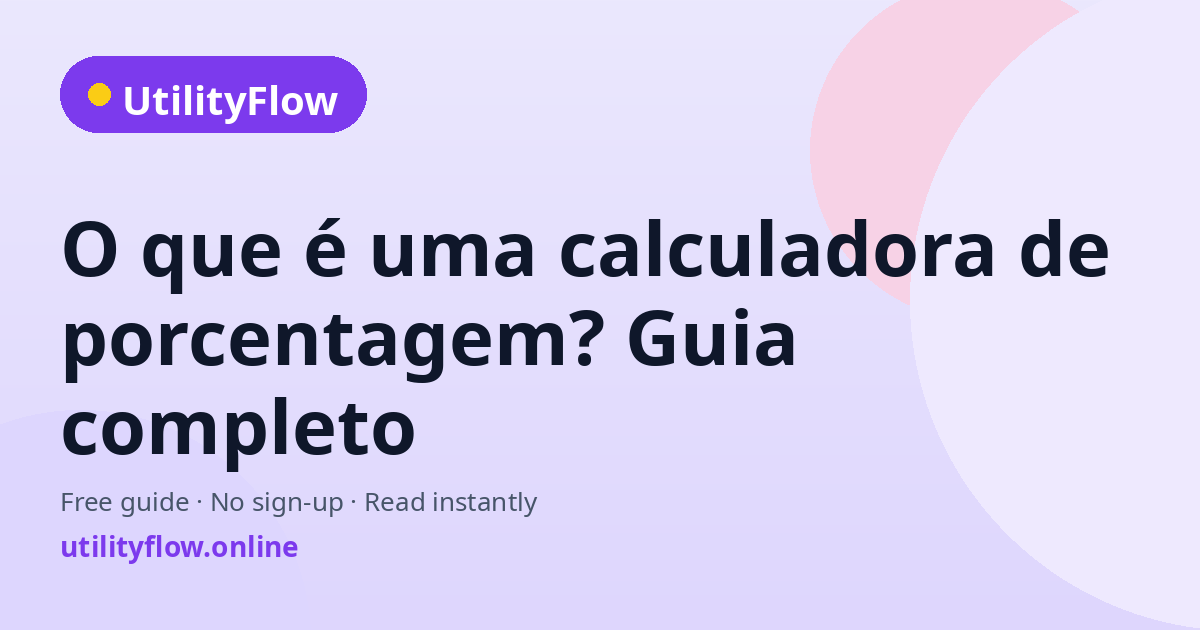 UtilityFlow
O que é uma calculadora de
porcentagem? Guia
completo
Free guide · No sign-up · Read instantly
utilityflow.online